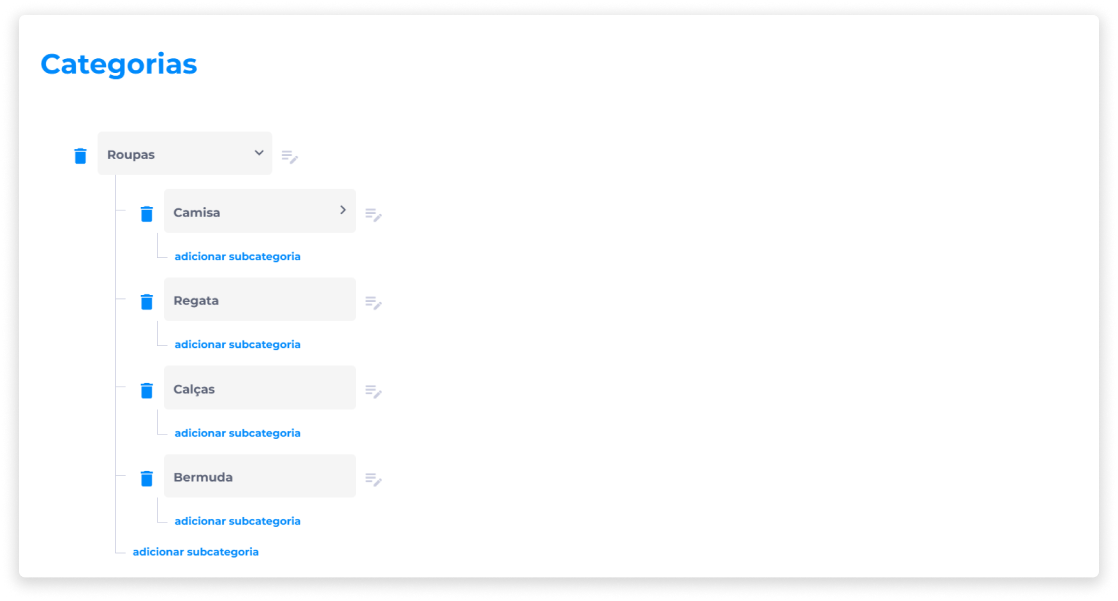 Categorias
Roupas
Camisa
adicionar subcategoria
Regata
adicionar subcategoria
Calças
adicionar subcategoria
Bermuda
adicionar subcategoria
adicionar subcategoria